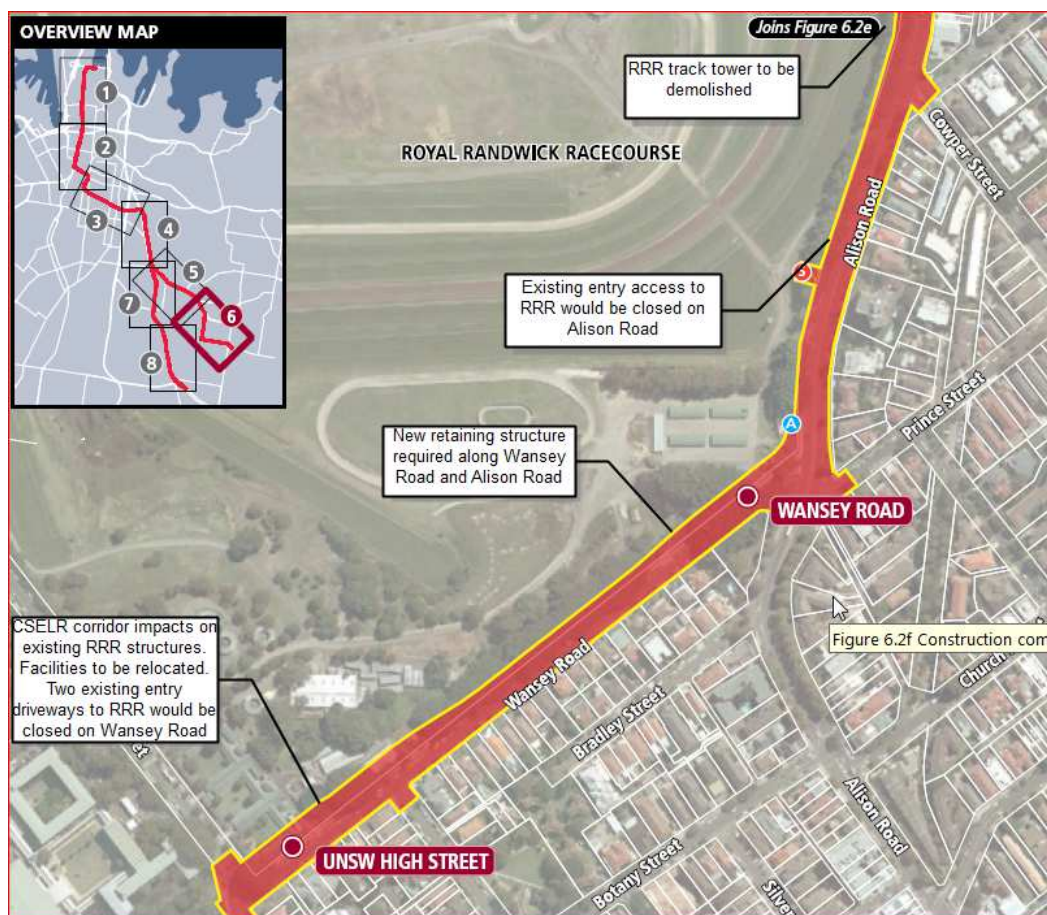 OVERVIEW MAP
1
2
3
4
5
6
7
8
Joins Figure 6.2e
RRR track tower to be
demolished
ROYAL RANDWICK RACECOURSE
Cowper Street
Alison Road
S
Existing entry access to
RRR would be closed on
Alison Road
Prince Street
A
New retaining structure
required along Wansey
Road and Alison Road
WANSEY ROAD
CSELR corridor impacts on
existing RRR structures.
Facilities to be relocated.
Two existing entry
driveways to RRR would be
closed on Wansey Road
Figure 6.2f Construction com
Church
Wansey Road
Bradley Street
Alison Road
UNSW HIGH STREET
Botany Street
Silver